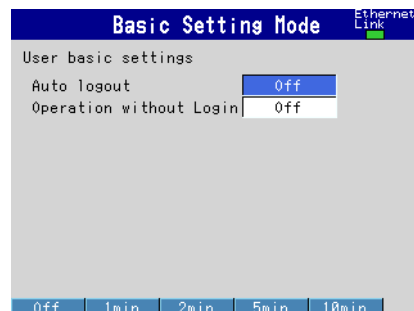 Basic Setting Mode
Ethernet
Link
User basic settings
Auto logout Off
Operation without Login Off
Off 1min 2min 5min 10min